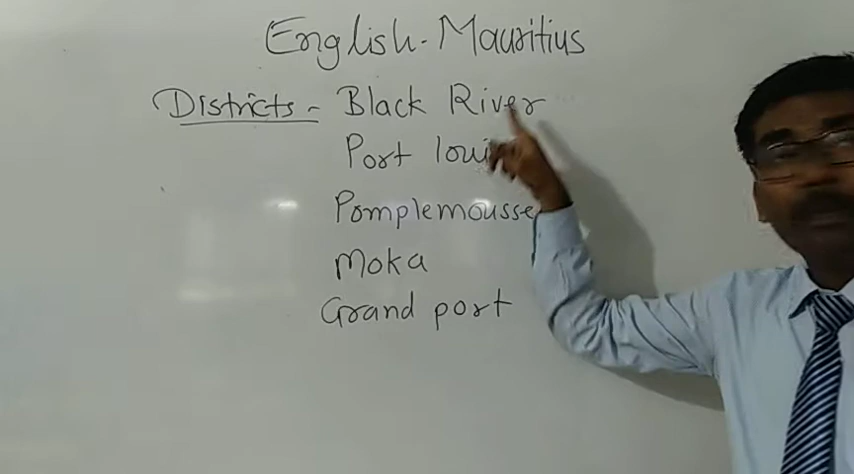 English - Mauritius
Districts - Black River
Port
Pomplemousse
Moka
Grand port